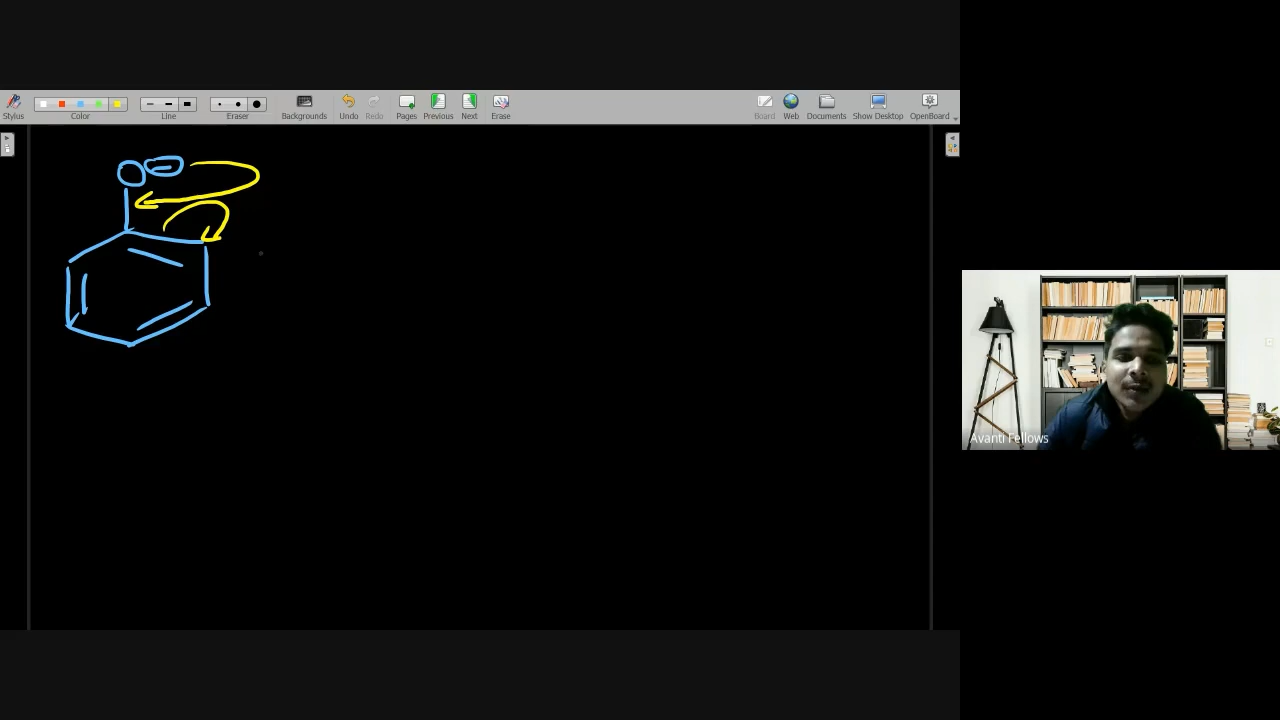 Stylus Color Line Eraser Backgrounds Undo Redo Pages Previous Next Erase Board Web Documents Show Desktop OpenBoard
O⊖
Avanti Fellows